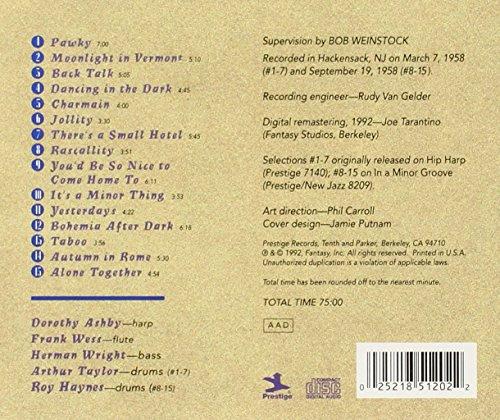 1 Pawky 7:00
2 Moonlight in Vermont 5:10
3 Back Talk 5:05
4 Dancing in the Dark 4:45
5 Charmain 4:00
6 Jollity 3:30
7 There's a Small Hotel 5:45
8 Rascallity 3:51
9 You'd Be So Nice to
Come Home To 6:11
10 It's a Minor Thing 3:53
11 Yesterdays 4:22
12 Bohemia After Dark 6:18
13 Taboo 3:56
14 Autumn in Rome 5:30
15 Alone Together 4:54
Dorothy Ashby—harp
Frank Wess—flute
Herman Wright—bass
Arthur Taylor—drums (#1-7)
Roy Haynes—drums (#8-15)
Supervision by BOB WEINSTOCK
Recorded in Hackensack, NJ on March 7, 1958
(#1-7) and September 19, 1958 (#8-15).
Recording engineer—Rudy Van Gelder
Digital remastering, 1992—Joe Tarantino
(Fantasy Studios, Berkeley)
Selections #1-7 originally released on Hip Harp
(Prestige 7140); #8-15 on In a Minor Groove
(Prestige/New Jazz 8209).
Art direction—Phil Carroll
Cover design—Jamie Putnam
Prestige Records, Tenth and Parker, Berkeley, CA 94710
℗ & © 1992, Fantasy, Inc. All rights reserved. Printed in U.S.A.
Unauthorized duplication is a violation of applicable laws.
Total time has been rounded off to the nearest minute.
TOTAL TIME 75:00
AAD
Prestige
COMPACT
disc
DIGITAL AUDIO
0 25218 51202 2